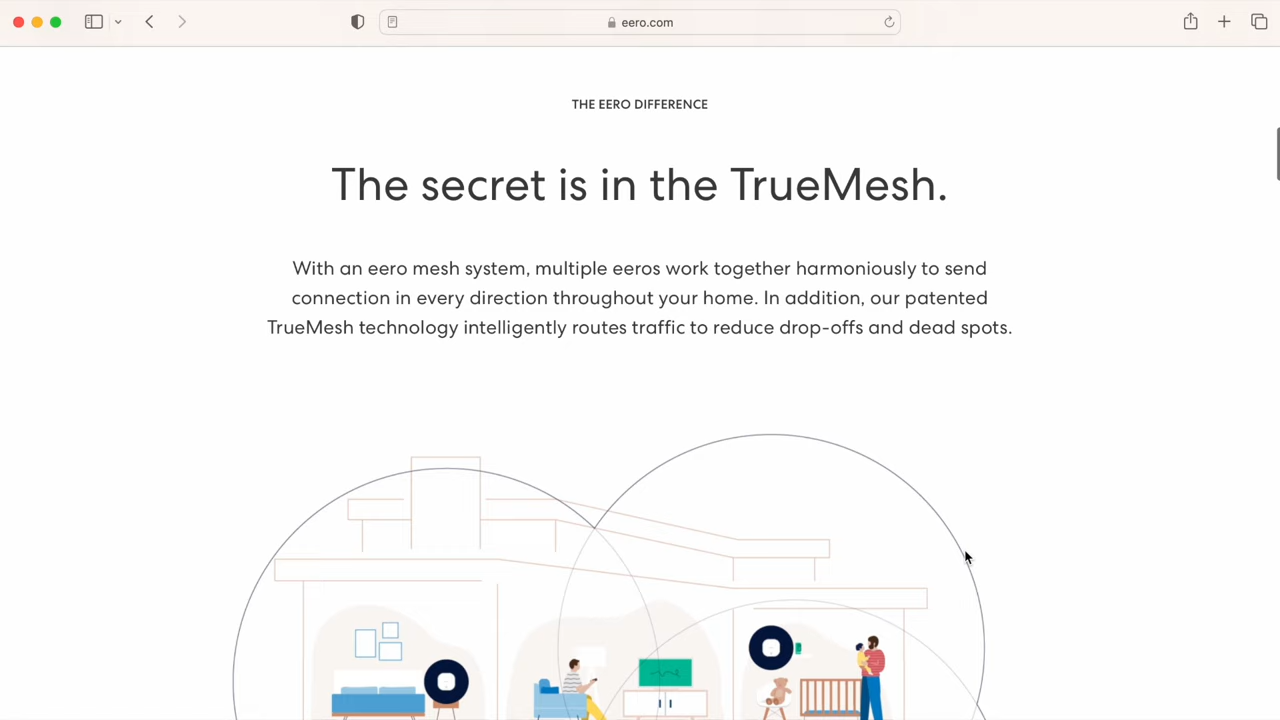 eero.com
THE EERO DIFFERENCE
The secret is in the TrueMesh.
With an eero mesh system, multiple eeros work together harmoniously to send
connection in every direction throughout your home. In addition, our patented
TrueMesh technology intelligently routes traffic to reduce drop-offs and dead spots.